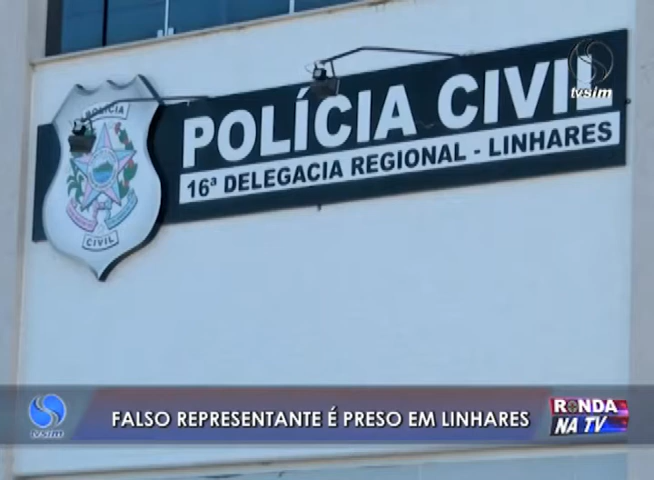 tvsim
POLÍCIA CIVIL
16ª DELEGACIA REGIONAL - LINHARES
POLÍCIA
CIVIL
FALSO REPRESENTANTE É PRESO EM LINHARES
tvsim
RONDA
NA TV